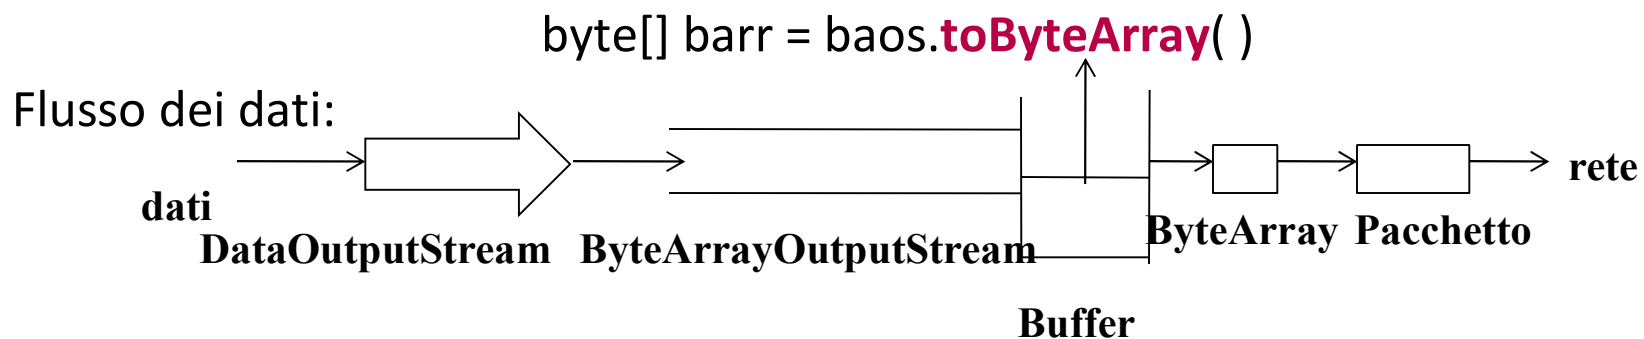 byte[] barr = baos.toByteArray( )
Flusso dei dati:
dati
rete
DataOutputStream
ByteArrayOutputStream
ByteArray
Pacchetto
Buffer